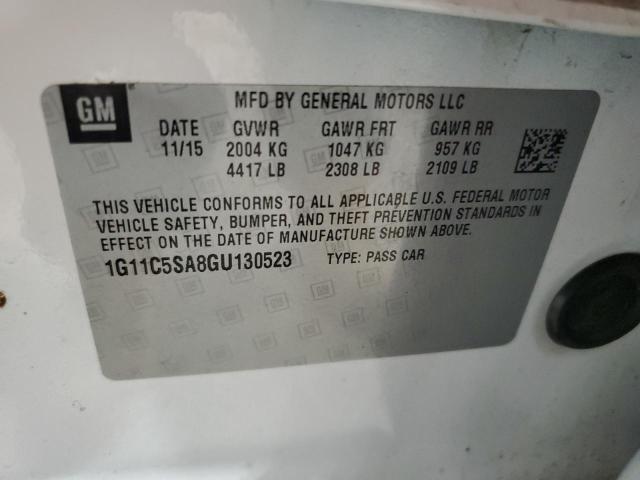 GM
MFD BY GENERAL MOTORS LLC
DATE GVWR GAWR FRT GAWR RR
11/15 2004 KG 1047 KG 957 KG
4417 LB 2308 LB 2109 LB
THIS VEHICLE CONFORMS TO ALL APPLICABLE U.S. FEDERAL MOTOR
VEHICLE SAFETY, BUMPER, AND THEFT PREVENTION STANDARDS IN
EFFECT ON THE DATE OF MANUFACTURE SHOWN ABOVE.
1G11C5SA8GU130523 TYPE: PASS CAR